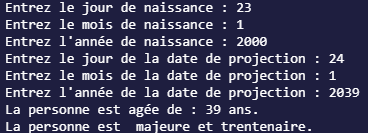 Entrez le jour de naissance : 23
Entrez le mois de naissance : 1
Entrez l'année de naissance : 2000
Entrez le jour de la date de projection : 24
Entrez le mois de la date de projection : 1
Entrez l'année de la date de projection : 2039
La personne est agée de : 39 ans.
La personne est  majeure et trentenaire.